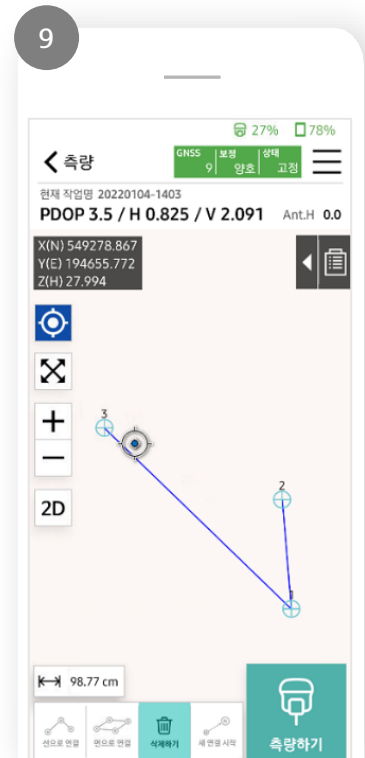 9
27% 78%
측량
GNSS 보정 상태
9 양호 고정
현재 작업명 20220104-1403
PDOP 3.5 / H 0.825 / V 2.091 Ant.H 0.0
X(N) 549278.867
Y(E) 194655.772
Z(H) 27.994
3
2D
2
1
98.77 cm
선으로 연결 면으로 연결 삭제하기 새 연결 시작
측량하기